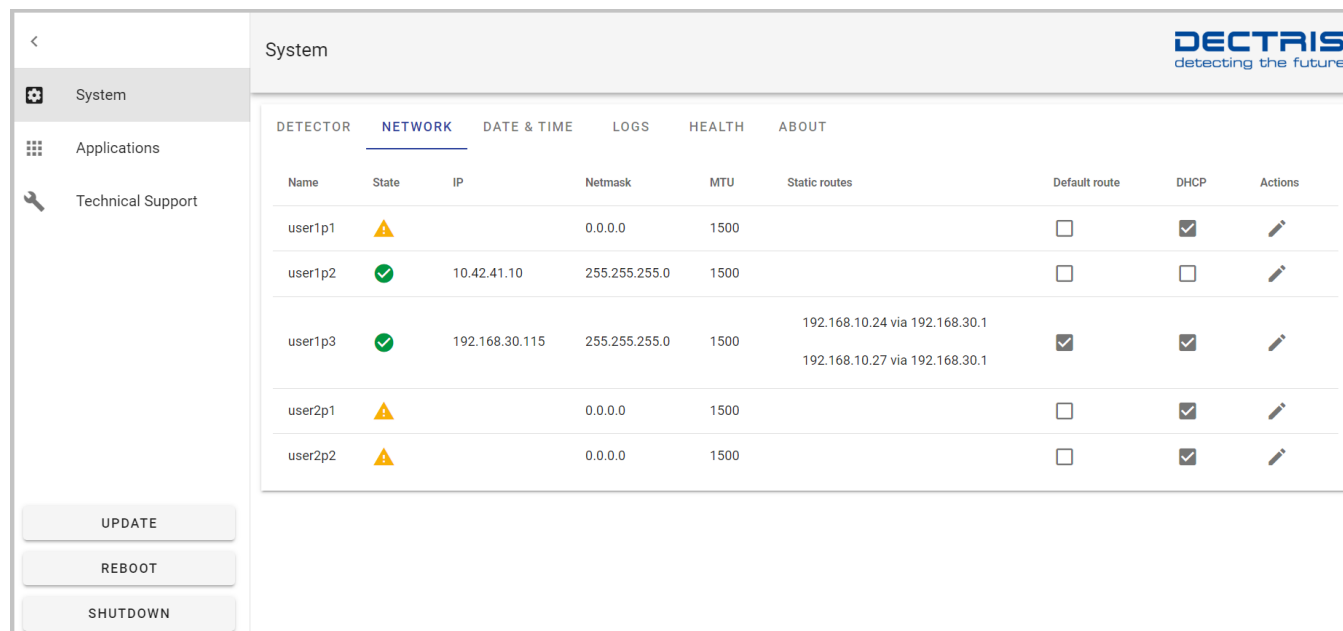 System
DECTRIS
detecting the future
System
Applications
Technical Support
DETECTOR NETWORK DATE & TIME LOGS HEALTH ABOUT
Name State IP Netmask MTU Static routes Default route DHCP Actions
user1p1 0.0.0.0 1500
user1p2 10.42.41.10 255.255.255.0 1500
192.168.10.24 via 192.168.30.1
user1p3 192.168.30.115 255.255.255.0 1500
192.168.10.27 via 192.168.30.1
user2p1 0.0.0.0 1500
user2p2 0.0.0.0 1500
UPDATE
REBOOT
SHUTDOWN